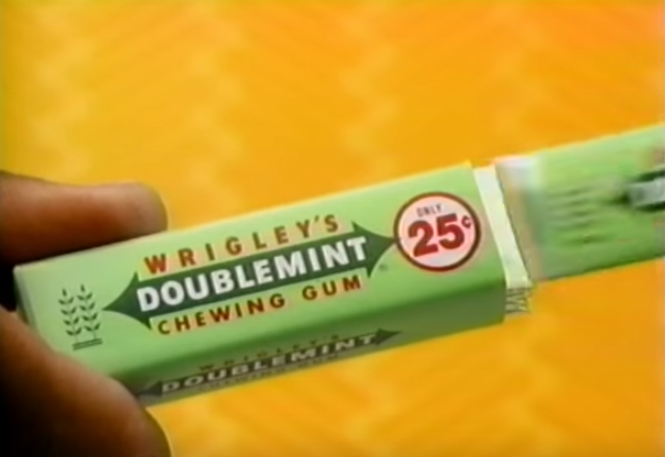 WRIGLEY'S
DOUBLEMINT
CHEWING GUM
ONLY
25¢
WRIGLEY'S
DOUBLEMINT